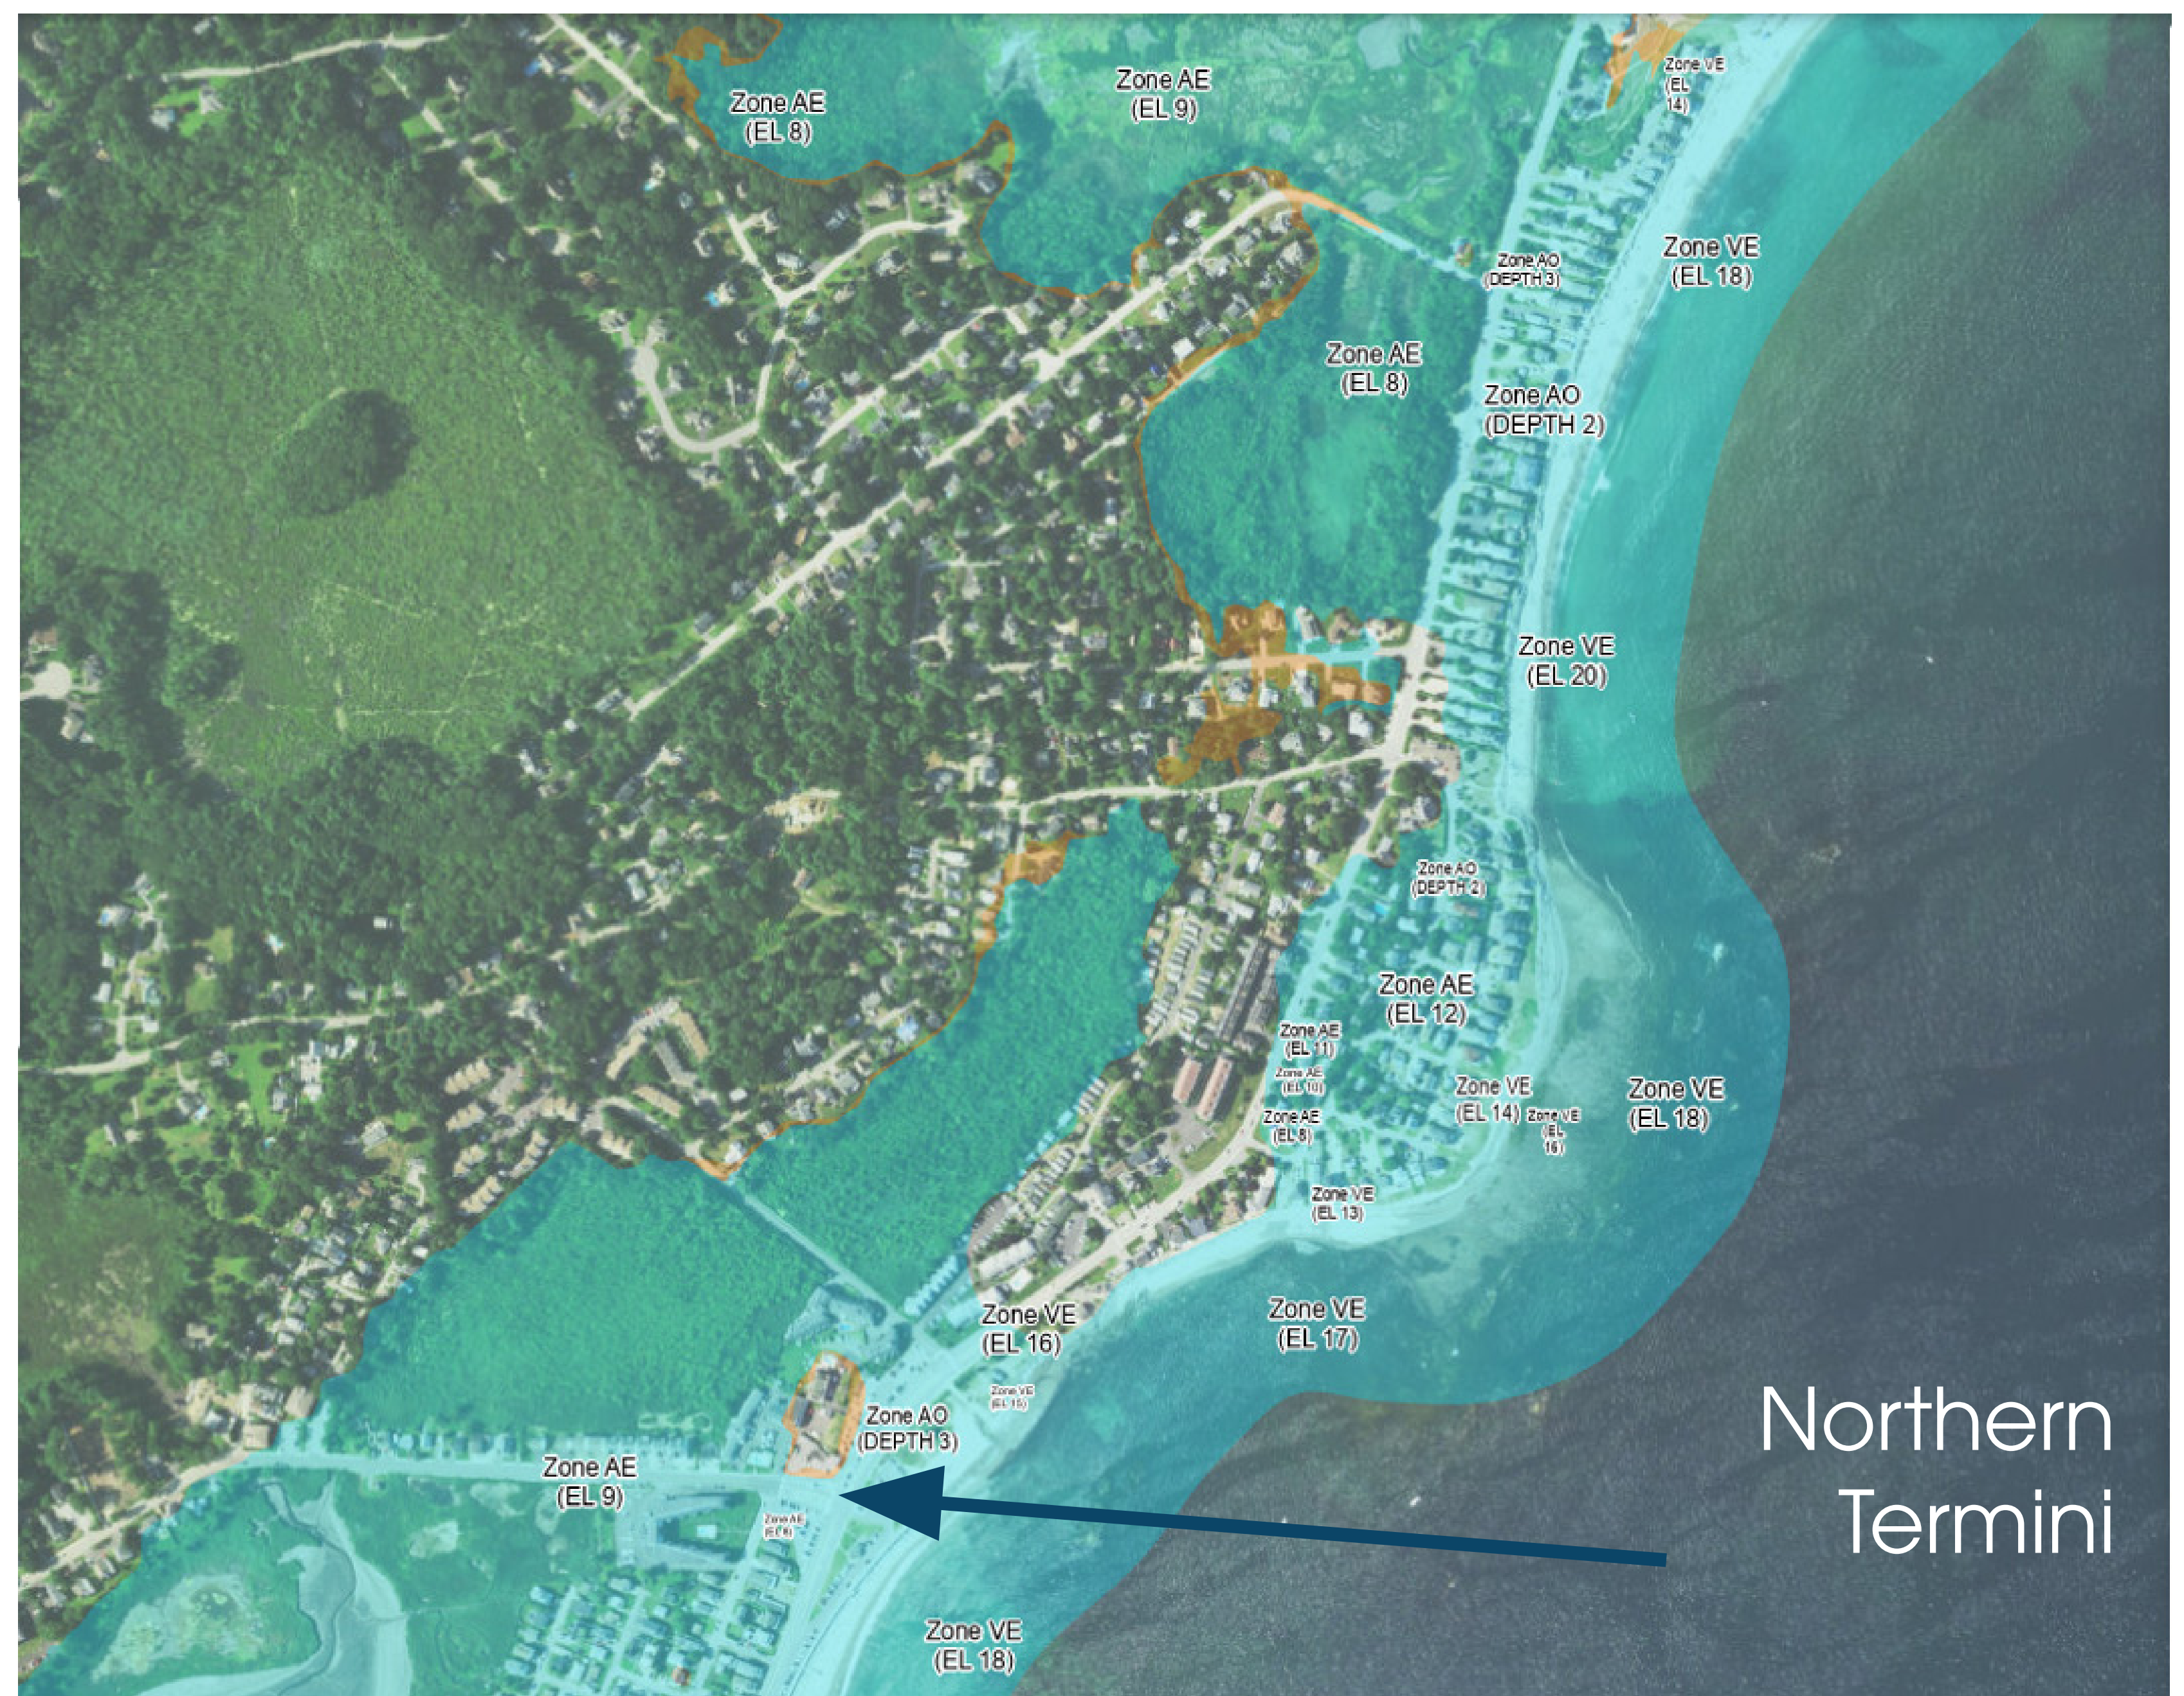 Zone AE
(EL 8)
Zone AE
(EL 9)
Zone VE
(EL
14)
Zone VE
(EL 18)
Zone AO
(DEPTH 3)
Zone AE
(EL 8)
Zone AO
(DEPTH 2)
Zone VE
(EL 20)
Zone AO
(DEPTH 2)
Zone AE
(EL 12)
Zone AE
(EL 11)
Zone AE
(EL 10)
Zone AE
(EL 8)
Zone VE
(EL 14)
Zone VE
(EL
16)
Zone VE
(EL 18)
Zone VE
(EL 13)
Zone VE
(EL 16)
Zone VE
(EL 17)
Zone VE
(EL 15)
Zone AO
(DEPTH 3)
Zone AE
(EL 9)
Zone AE
Northern
Termini
Zone VE
(EL 18)